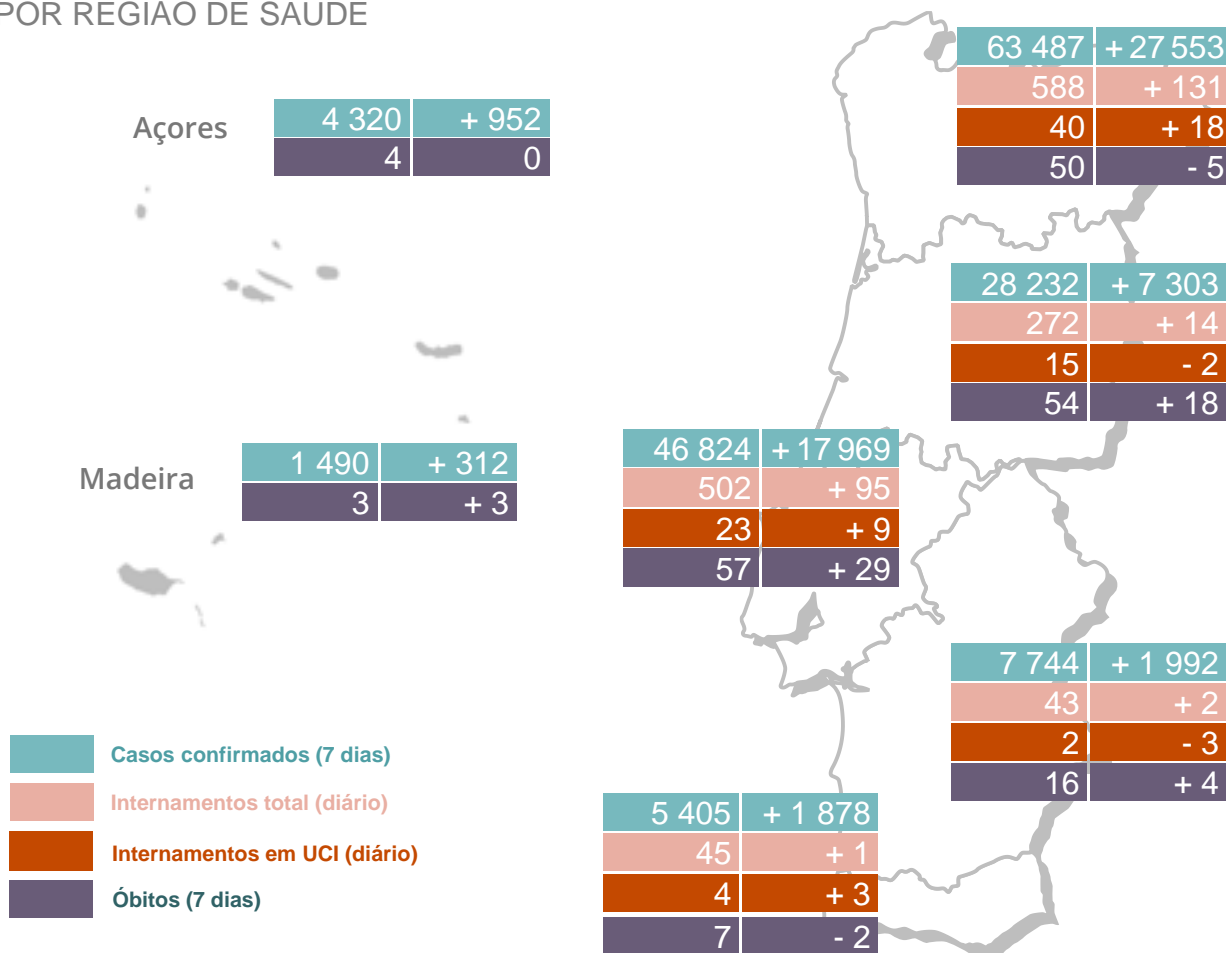 POR REGIÃO DE SAÚDE
63 487 + 27 553
588 + 131
40 + 18
50 - 5
Açores
4 320 + 952
4 0
28 232 + 7 303
272 + 14
15 - 2
54 + 18
Madeira
1 490 + 312
3 + 3
46 824 + 17 969
502 + 95
23 + 9
57 + 29
7 744 + 1 992
43 + 2
2 - 3
16 + 4
5 405 + 1 878
45 + 1
4 + 3
7 - 2
Casos confirmados (7 dias)
Internamentos total (diário)
Internamentos em UCI (diário)
Óbitos (7 dias)